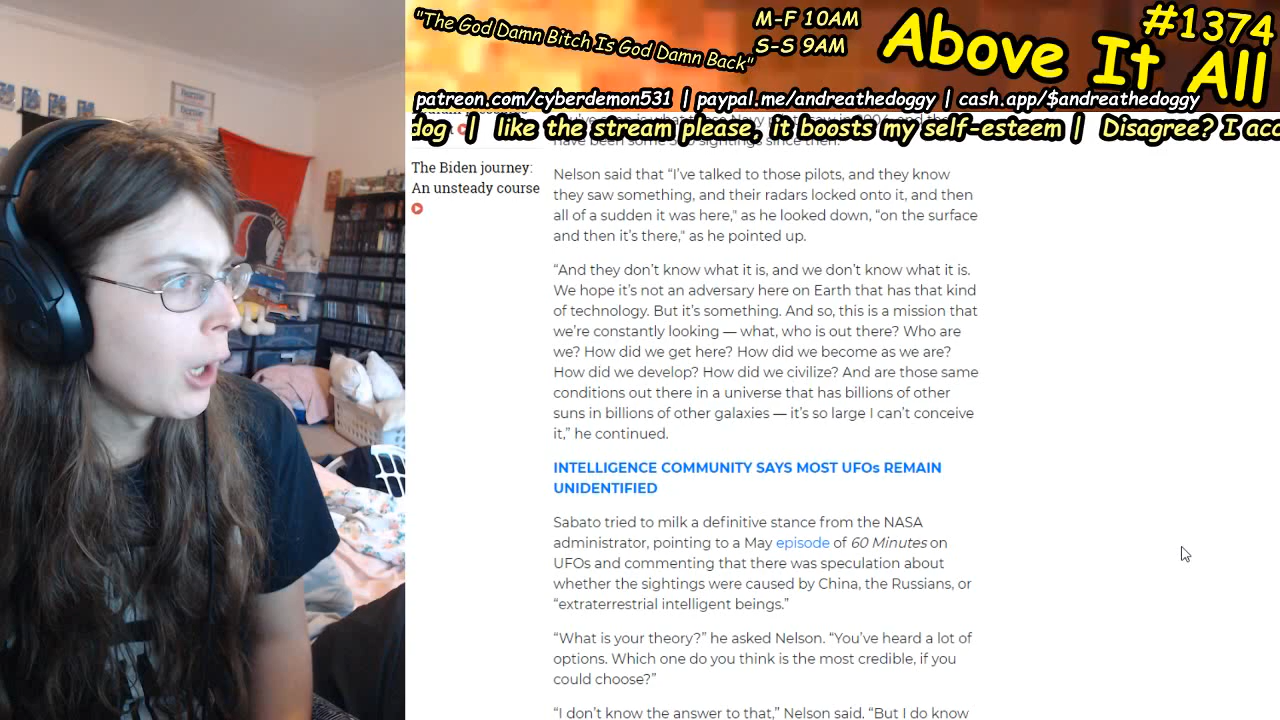 "The God Damn Bitch Is God Damn Back"
M-F 10AM
S-S 9AM
Above It All
#1374
patreon.com/cyberdemon531 | paypal.me/andreathedoggy | cash.app/$andreathedoggy
dog | like the stream please, it boosts my self-esteem | Disagree? I acc
The Biden journey:
An unsteady course
have been some sightings since then."
Nelson said that “I’ve talked to those pilots, and they know
they saw something, and their radars locked onto it, and then
all of a sudden it was here," as he looked down, “on the surface
and then it’s there," as he pointed up.
“And they don’t know what it is, and we don’t know what it is.
We hope it’s not an adversary here on Earth that has that kind
of technology. But it’s something. And so, this is a mission that
we’re constantly looking — what, who is out there? Who are
we? How did we get here? How did we become as we are?
How did we develop? How did we civilize? And are those same
conditions out there in a universe that has billions of other
suns in billions of other galaxies — it’s so large I can’t conceive
it,” he continued.
INTELLIGENCE COMMUNITY SAYS MOST UFOs REMAIN
UNIDENTIFIED
Sabato tried to milk a definitive stance from the NASA
administrator, pointing to a May episode of 60 Minutes on
UFOs and commenting that there was speculation about
whether the sightings were caused by China, the Russians, or
“extraterrestrial intelligent beings.”
“What is your theory?” he asked Nelson. “You’ve heard a lot of
options. Which one do you think is the most credible, if you
could choose?”
“I don’t know the answer to that,” Nelson said. “But I do know